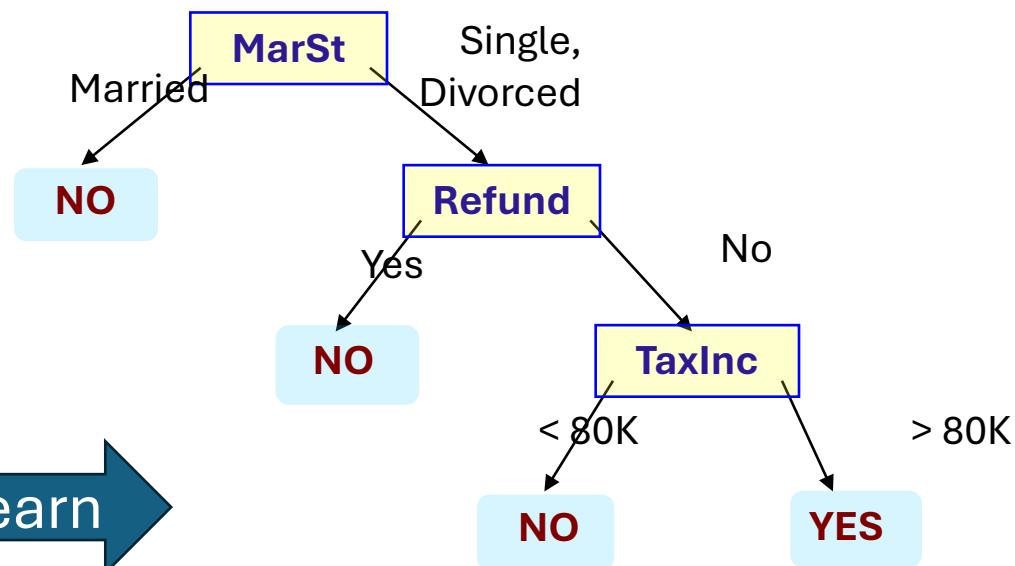 MarSt
Single,
Married
Divorced
NO
Refund
Yes
No
NO
TaxInc
< 80K
> 80K
earn
NO
YES